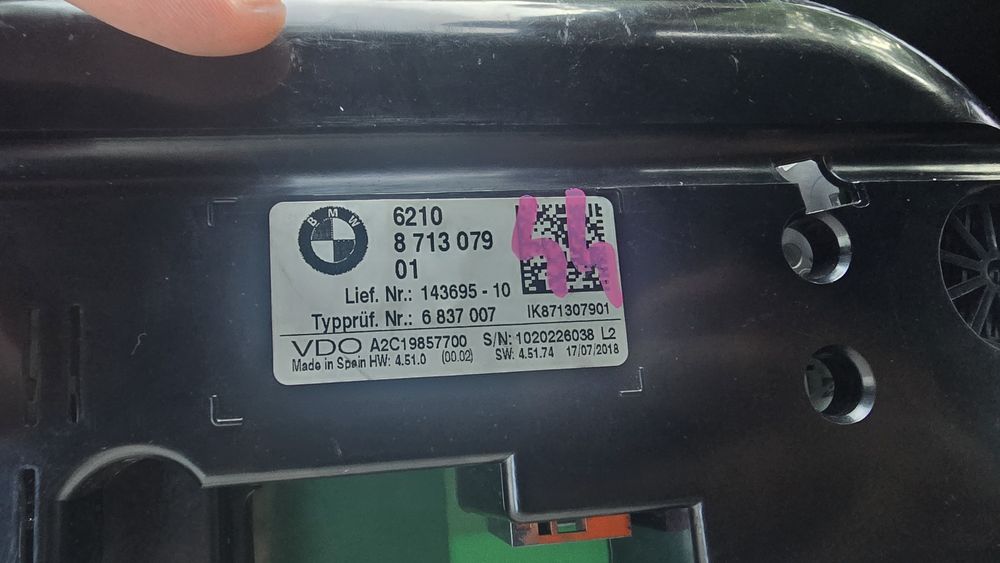 BMW
6210
8 713 079
01
44
Lief. Nr.: 143695 - 10
Typprüf. Nr.: 6 837 007
IK871307901
VDO A2C19857700 S/N: 1020226038 L2
Made in Spain HW: 4.51.0 (00.02) SW: 4.51.74 17/07/2018